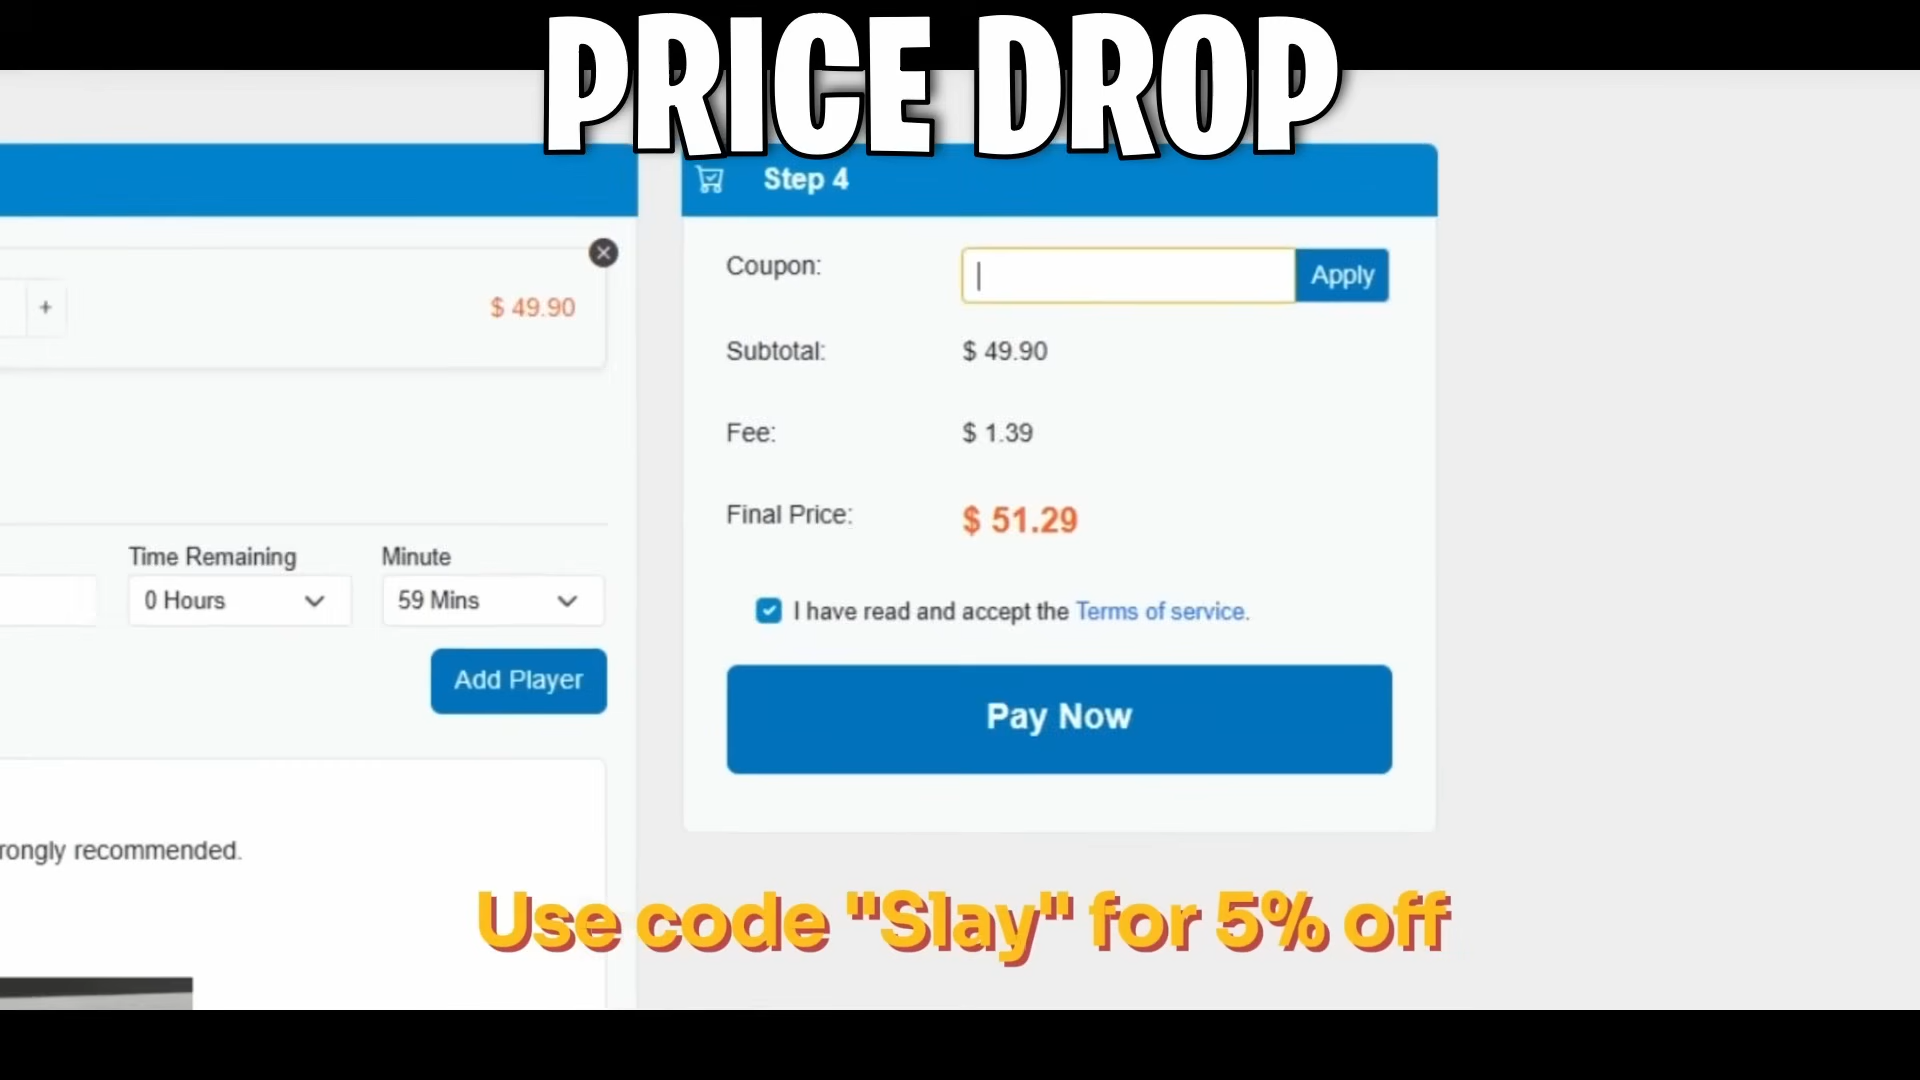 PRICE DROP
Step 4
Coupon:
Apply
+
$ 49.90
Subtotal:
$ 49.90
Fee:
$ 1.39
Final Price:
$ 51.29
Time Remaining
Minute
0 Hours
59 Mins
I have read and accept the Terms of service.
Add Player
Pay Now
recommended.
Use code "Slay" for 5% off